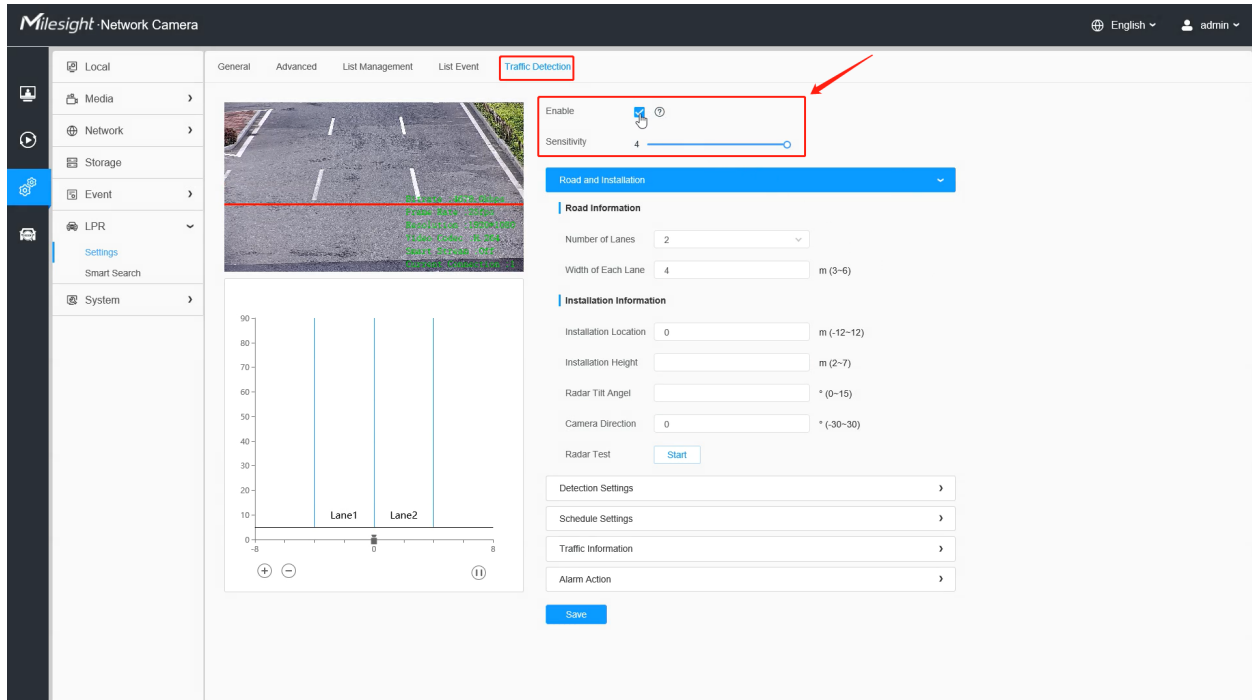 Milesight · Network Camera
English
admin
Local
Media
Network
Storage
Event
LPR
Settings
Smart Search
System
General Advanced List Management List Event Traffic Detection
Enable
Sensitivity 4
Road and Installation
Road Information
Number of Lanes 2
Width of Each Lane 4 m (3~6)
Installation Information
Installation Location 0 m (-12~12)
Installation Height m (2~7)
Radar Tilt Angel ° (0~15)
Camera Direction 0 ° (-30~30)
Radar Test Start
Detection Settings
Schedule Settings
Traffic Information
Alarm Action
Save
90
80
70
60
50
40
30
20
10 Lane1 Lane2
0
-8 0 8